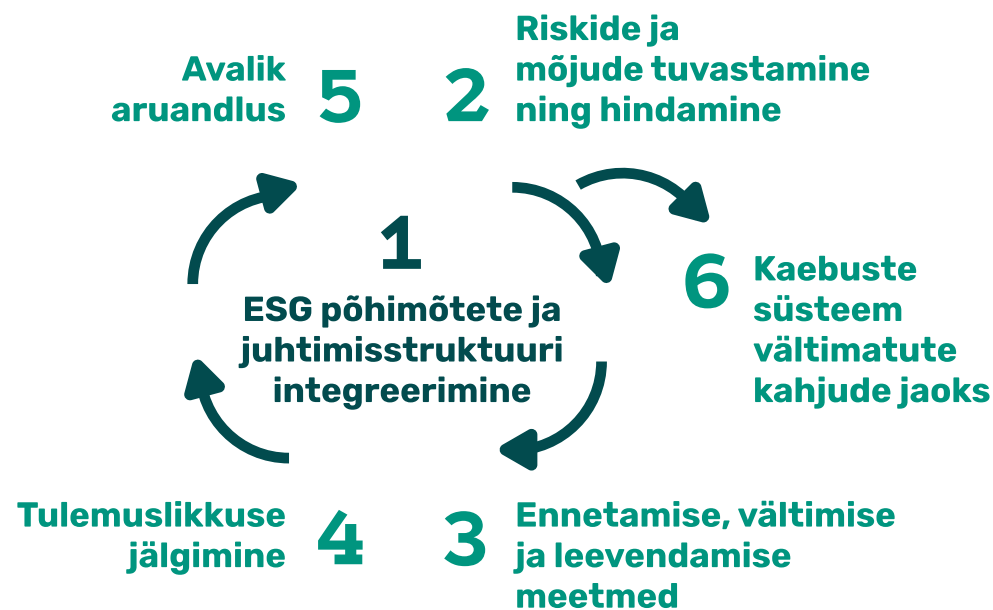 1
ESG põhimõtete ja
juhtimisstruktuuri
integreerimine
2
Riskide ja
mõjude tuvastamine
ning hindamine
3
Ennetamise, vältimise
ja leevendamise
meetmed
4
Tulemuslikkuse
jälgimine
5
Avalik
aruandlus
6
Kaebuste
süsteem
vältimatute
kahjude jaoks